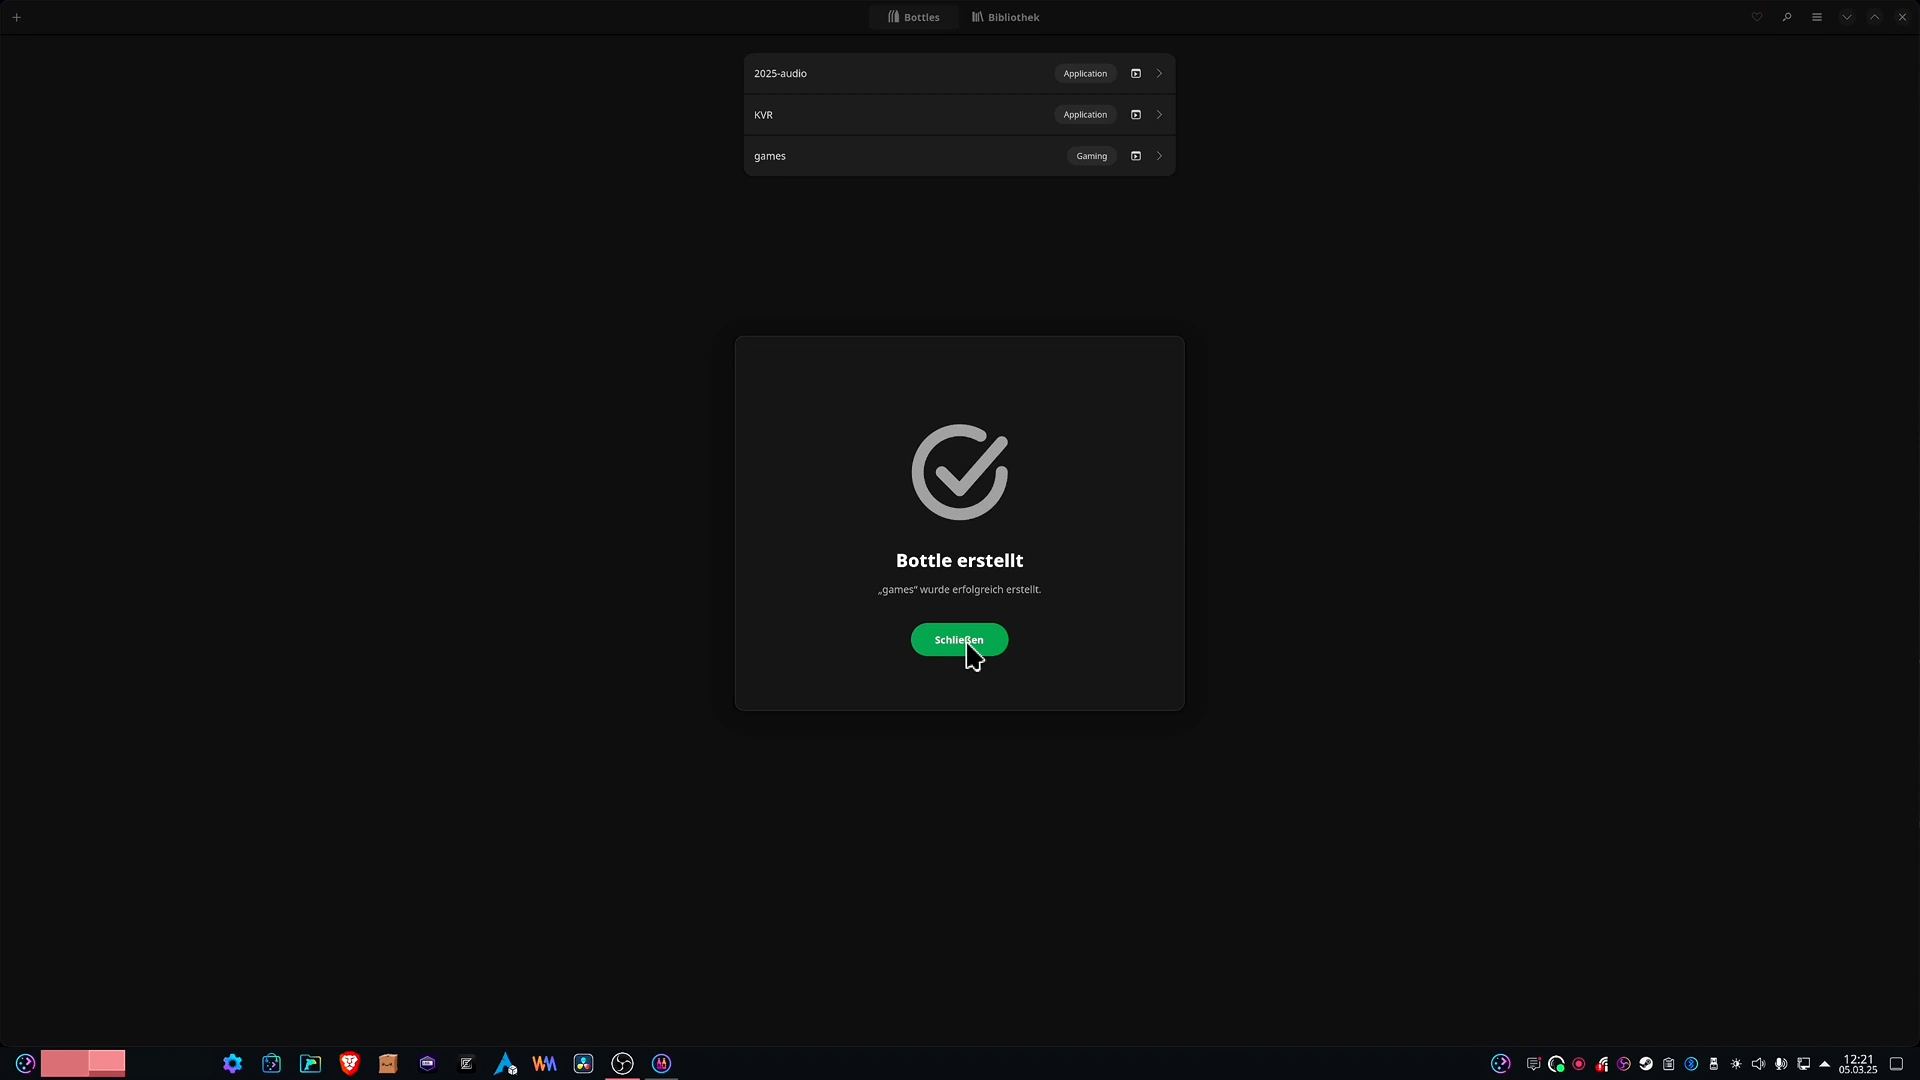 Bottles
Bibliothek
2025-audio Application
KVR Application
games Gaming
Bottle erstellt
„games“ wurde erfolgreich erstellt.
Schließen
12:21
05.03.25